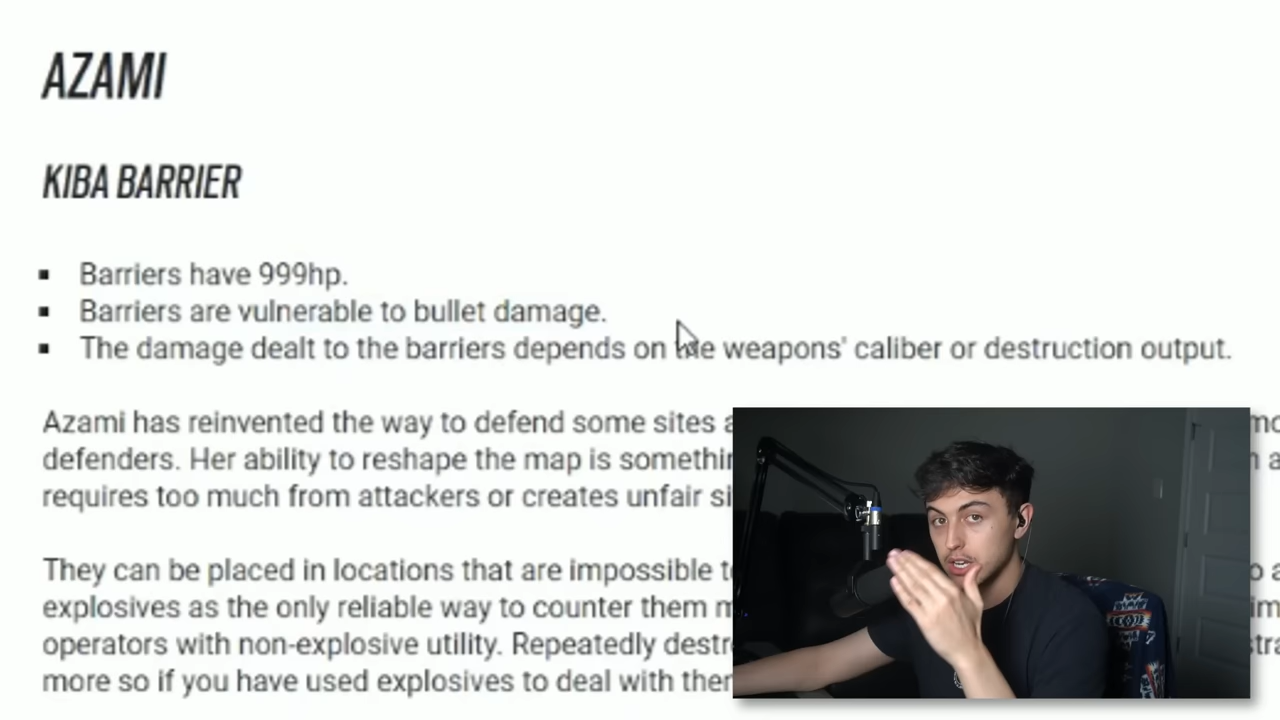 AZAMI
KIBA BARRIER
Barriers have 999hp.
Barriers are vulnerable to bullet damage.
The damage dealt to the barriers depends on the weapons' caliber or destruction output.
Azami has reinvented the way to defend some sites
defenders. Her ability to reshape the map is
requires too much from attackers or creates unfair
They can be placed in locations that are impossible
explosives as the only reliable way to counter them
operators with non-explosive utility. Repeatedly
more so if you have used explosives to deal with